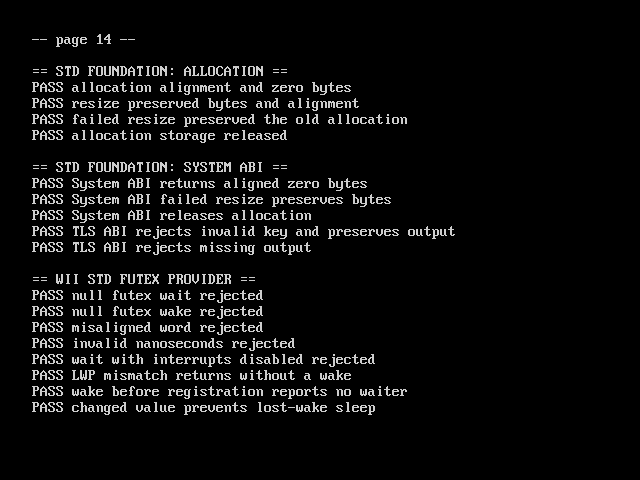 -- page 14 --
== STD FOUNDATION: ALLOCATION ==
PASS allocation alignment and zero bytes
PASS resize preserved bytes and alignment
PASS failed resize preserved the old allocation
PASS allocation storage released
== STD FOUNDATION: SYSTEM ABI ==
PASS System ABI returns aligned zero bytes
PASS System ABI failed resize preserves bytes
PASS System ABI releases allocation
PASS TLS ABI rejects invalid key and preserves output
PASS TLS ABI rejects missing output
== WII STD FUTEX PROVIDER ==
PASS null futex wait rejected
PASS null futex wake rejected
PASS misaligned word rejected
PASS invalid nanoseconds rejected
PASS wait with interrupts disabled rejected
PASS LWP mismatch returns without a wake
PASS wake before registration reports no waiter
PASS changed value prevents lost-wake sleep